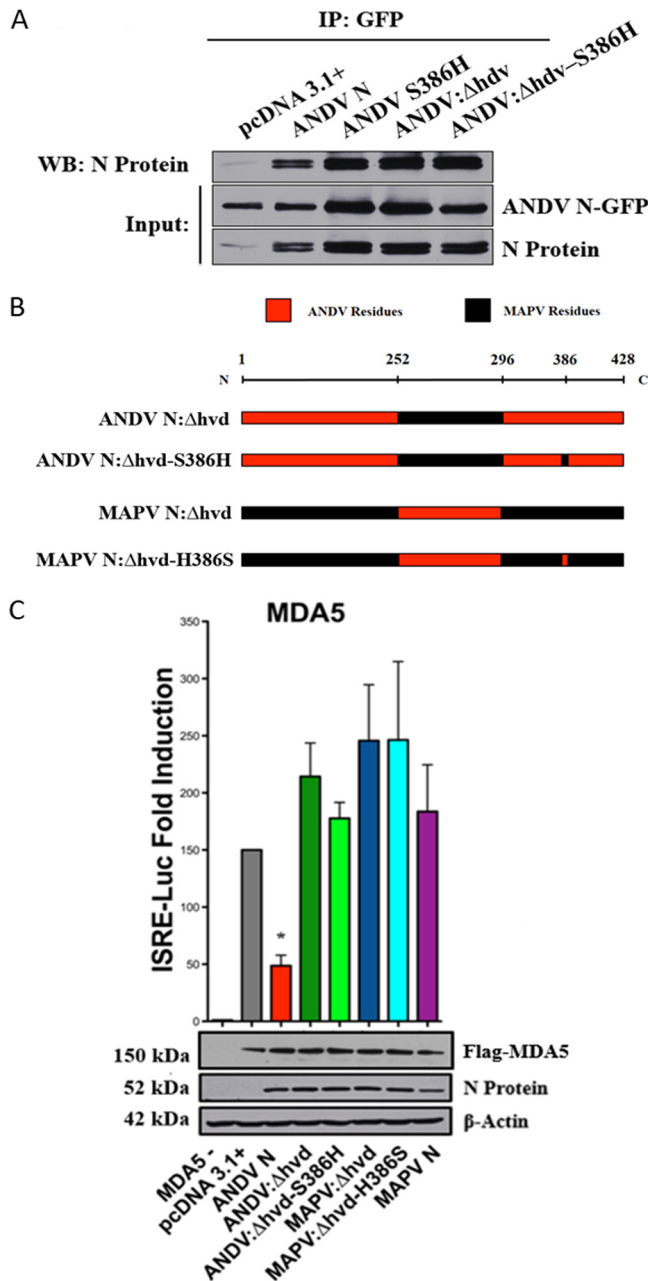 A
IP: GFP
pcDNA 3.1+
ANDV N
ANDV S386H
ANDV:Δhdv
ANDV:Δhdv–S386H
WB: N Protein
Input:
ANDV N-GFP
N Protein
B
ANDV Residues
MAPV Residues
1 252 296 386 428
N C
ANDV N:Δhvd
ANDV N:Δhvd-S386H
MAPV N:Δhvd
MAPV N:Δhvd-H386S
C
MDA5
ISRE-Luc Fold Induction
350
300
250
200
150
100
50
0
*
150 kDa Flag-MDA5
52 kDa N Protein
42 kDa β-Actin
MDA5 -
pcDNA 3.1+
ANDV N
ANDV:Δhvd
ANDV:Δhvd-S386H
MAPV:Δhvd
MAPV:Δhvd-H386S
MAPV N